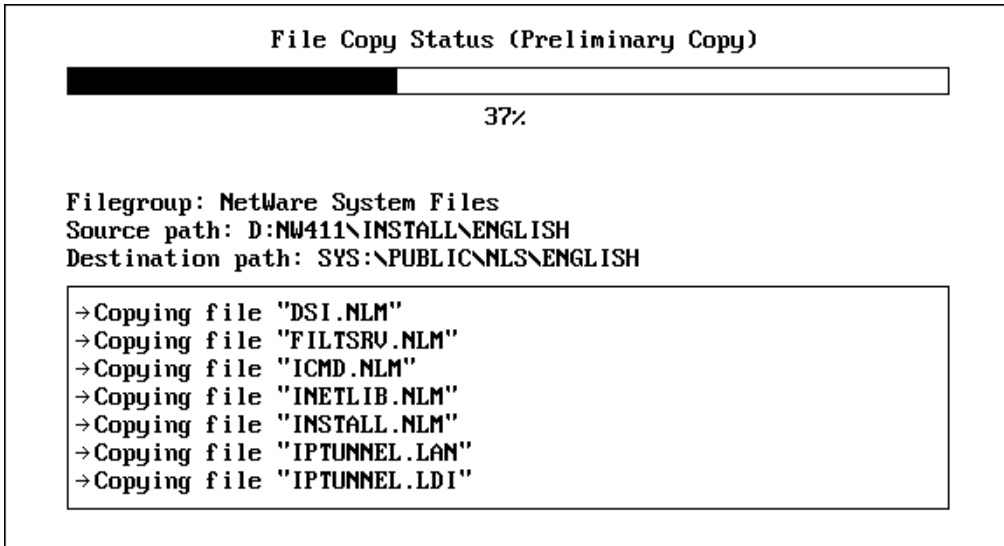 File Copy Status (Preliminary Copy)
37%
Filegroup: NetWare System Files
Source path: D:NW411\INSTALL\ENGLISH
Destination path: SYS:\PUBLIC\NLS\ENGLISH
→Copying file "DSI.NLM"
→Copying file "FILTSRV.NLM"
→Copying file "ICMD.NLM"
→Copying file "INETLIB.NLM"
→Copying file "INSTALL.NLM"
→Copying file "IPTUNNEL.LAN"
→Copying file "IPTUNNEL.LDI"